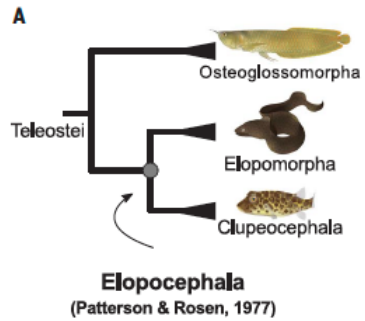 A
Osteoglossomorpha
Teleostei
Elopomorpha
Clupeocephala
Elopocephala
(Patterson & Rosen, 1977)